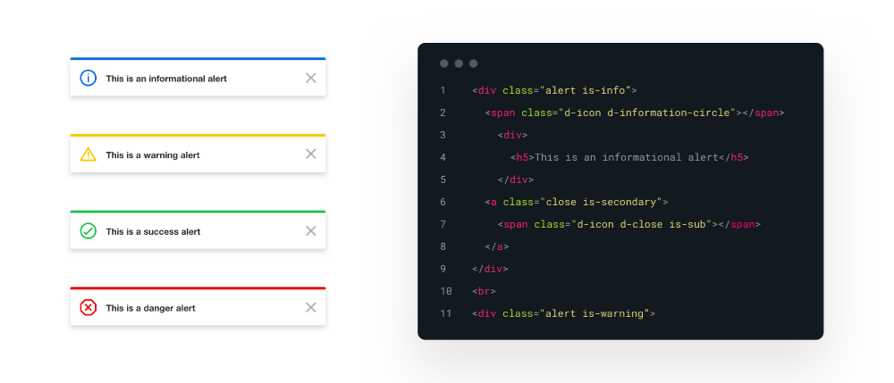 This is an informational alert
This is a warning alert
This is a success alert
This is a danger alert
1 <div class="alert is-info">
2 <span class="d-icon d-information-circle"></span>
3 <div>
4 <h5>This is an informational alert</h5>
5 </div>
6 <a class="close is-secondary">
7 <span class="d-icon d-close is-sub"></span>
8 </a>
9 </div>
10 <br>
11 <div class="alert is-warning">